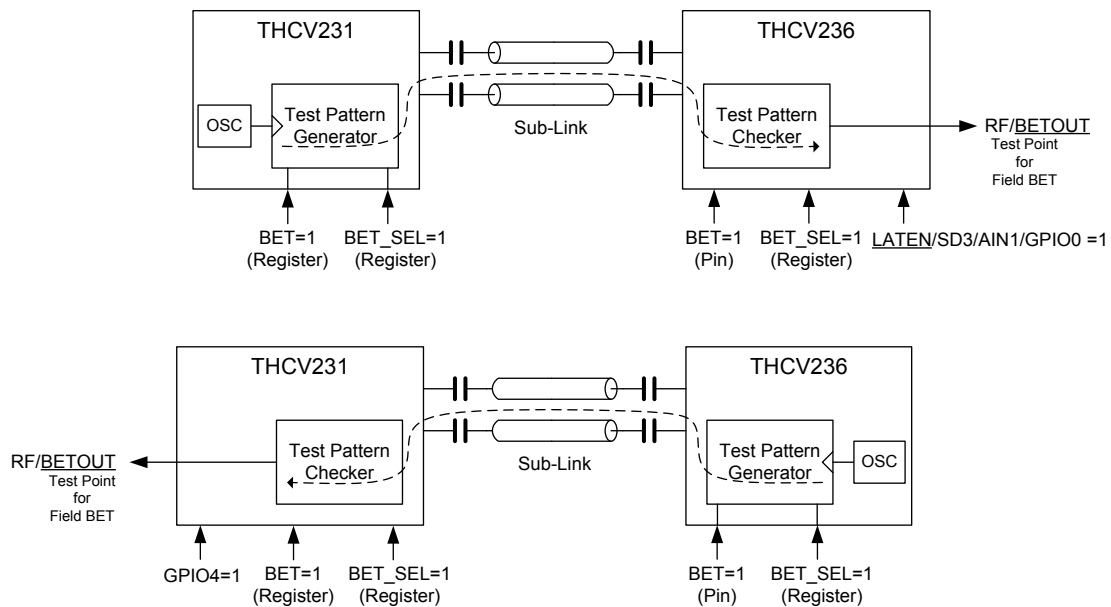 THCV231
THCV236
OSC
Test Pattern
Generator
Sub-Link
Test Pattern
Checker
RF/BETOUT
Test Point
for
Field BET
BET=1
(Register)
BET_SEL=1
(Register)
BET=1
(Pin)
BET_SEL=1
(Register)
LATEN/SD3/AIN1/GPIO0 =1
THCV231
THCV236
RF/BETOUT
Test Point
for
Field BET
Test Pattern
Checker
Sub-Link
Test Pattern
Generator
OSC
GPIO4=1
BET=1
(Register)
BET_SEL=1
(Register)
BET=1
(Pin)
BET_SEL=1
(Register)